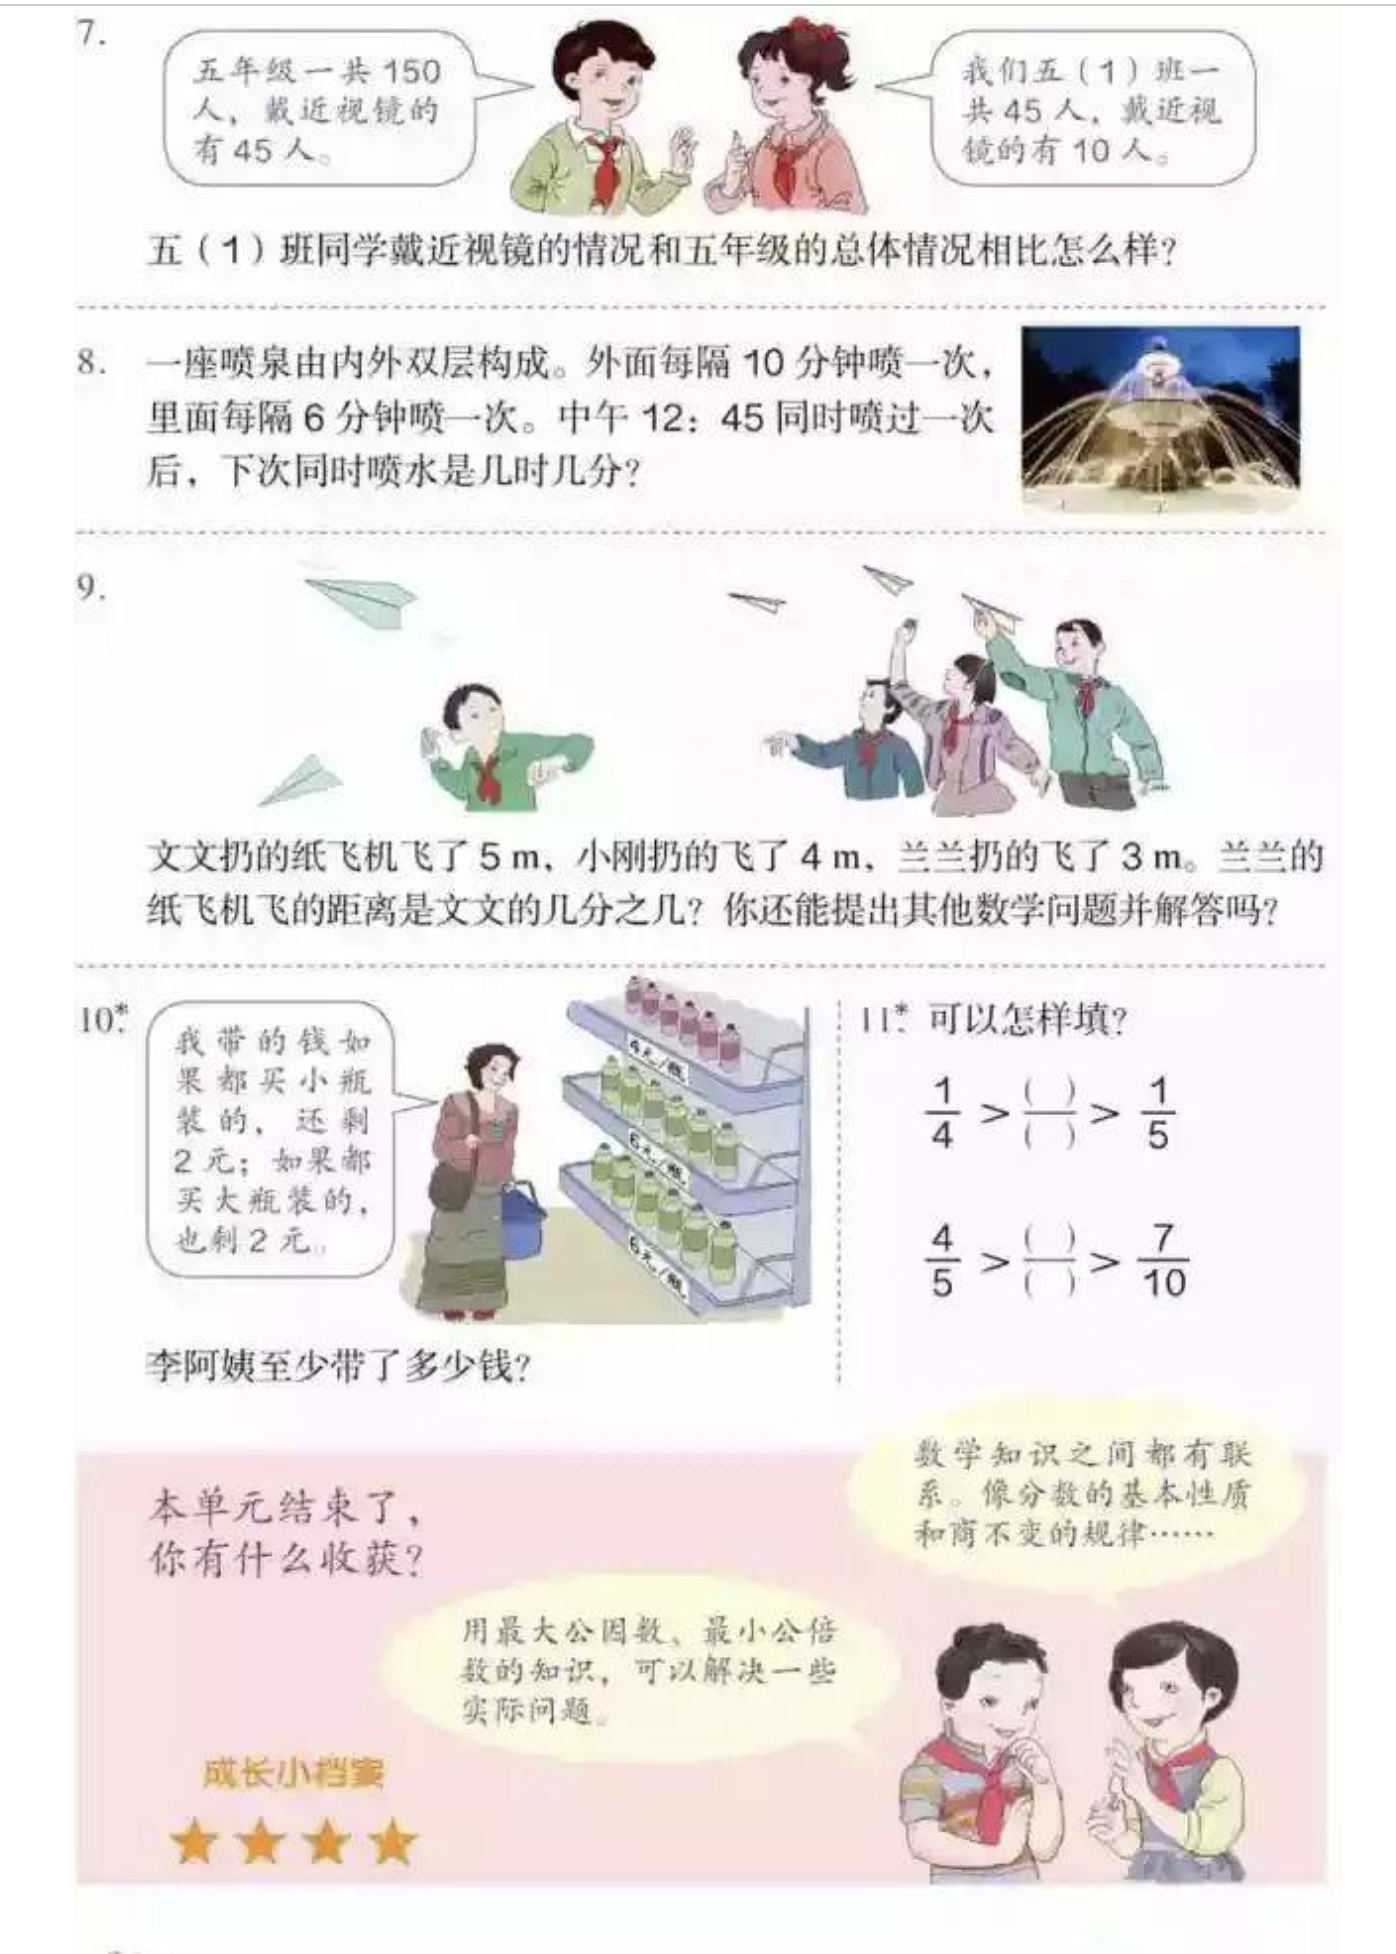 7.
五年级一共 150
人，戴近视镜的
有 45 人。
我们五（1）班一
共 45 人，戴近视
镜的有 10 人。
五（1）班同学戴近视镜的情况和五年级的总体情况相比怎么样？
8.
一座喷泉由内外双层构成。外面每隔 10 分钟喷一次，
里面每隔 6 分钟喷一次。中午 12：45 同时喷过一次
后，下次同时喷水是几时几分？
9.
文文扔的纸飞机飞了 5 m，小刚扔的飞了 4 m，兰兰扔的飞了 3 m。兰兰的
纸飞机飞的距离是文文的几分之几？你还能提出其他数学问题并解答吗？
10*.
我带的钱如
果都买小瓶
装的，还剩
2 元；如果都
买大瓶装的，
也剩 2 元。
4元/瓶
6元/瓶
6元/瓶
李阿姨至少带了多少钱？
11*. 可以怎样填？
1/4 > ( )/( ) > 1/5
4/5 > ( )/( ) > 7/10
本单元结束了，
你有什么收获？
数学知识之间都有联
系。像分数的基本性质
和商不变的规律……
用最大公因数、最小公倍
数的知识，可以解决一些
实际问题。
成长小档案